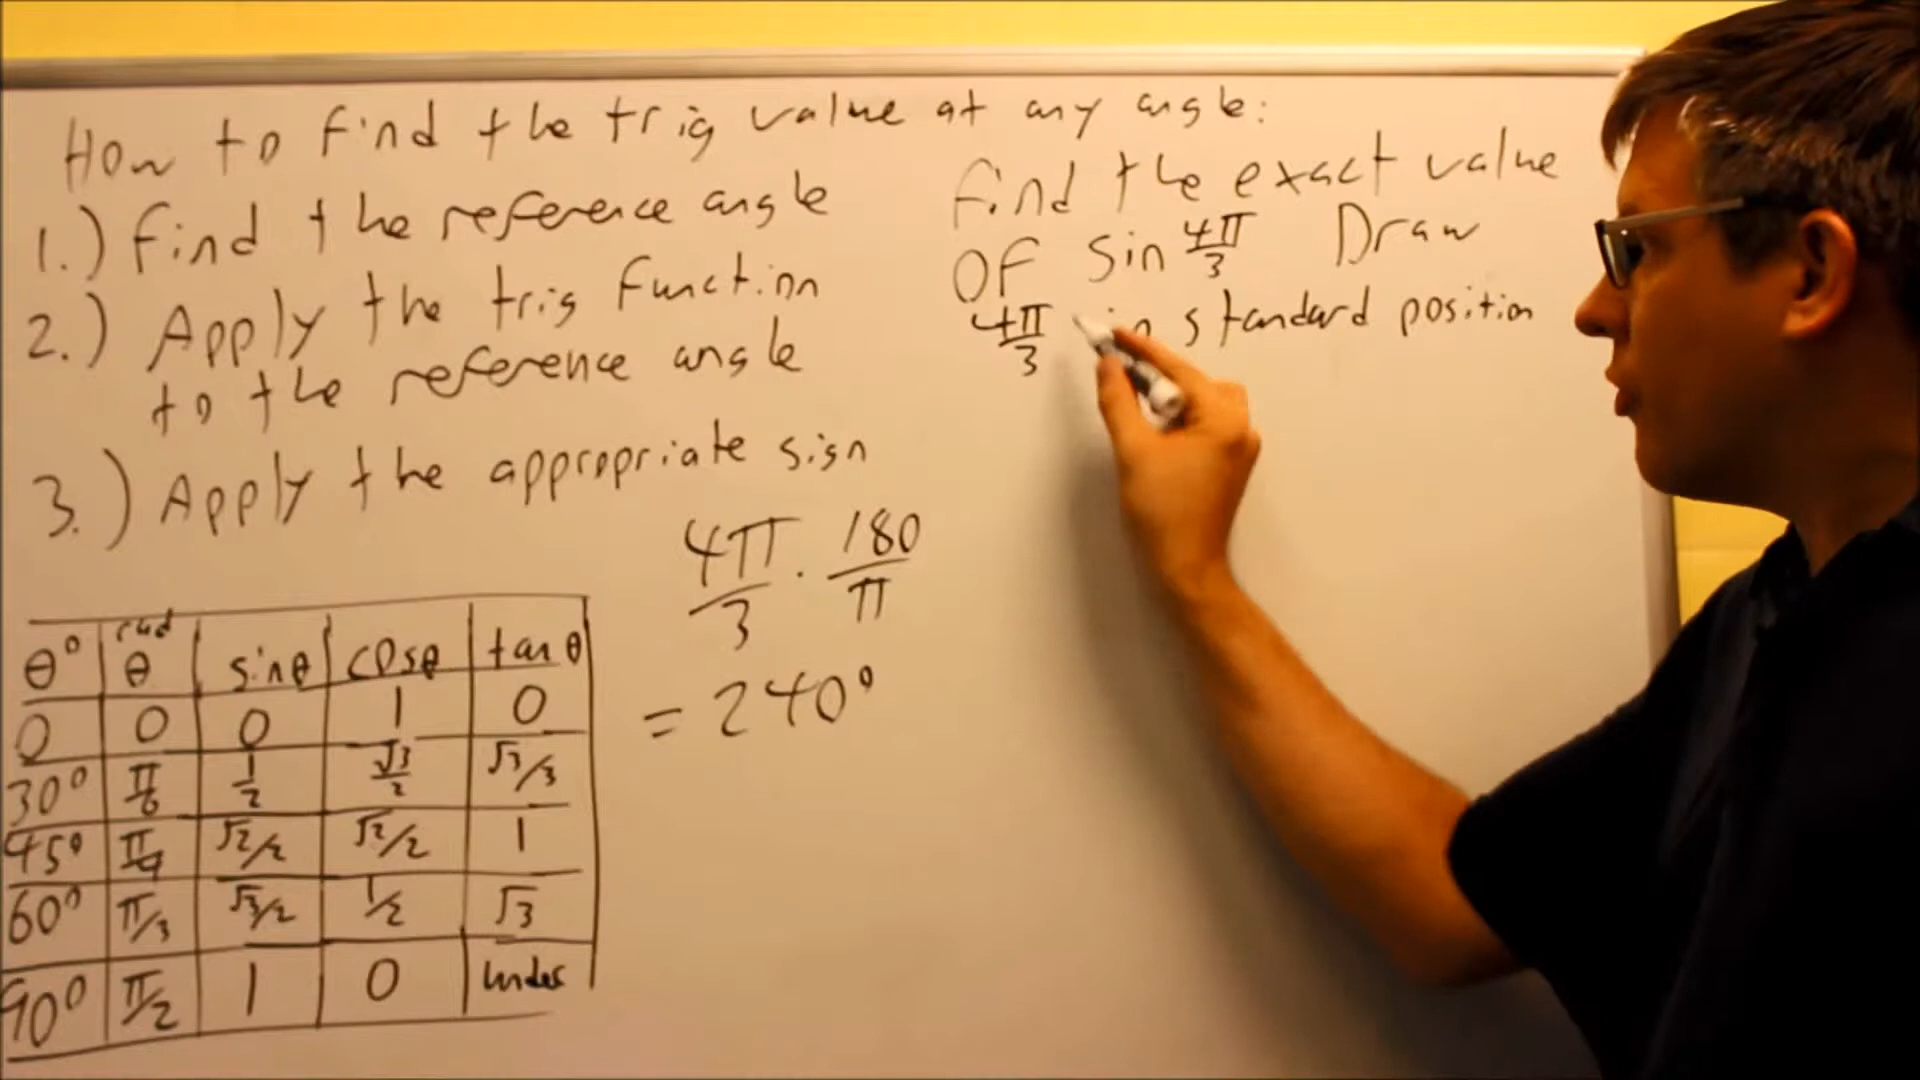 How to find the trig value at any angle:
1.) find the reference angle
2.) Apply the trig function
to the reference angle
3.) Apply the appropriate sign
find the exact value
OF sin 4π/3 Draw
4π/3 in standard position
4π/3 · 180/π
= 240°
θ° rad θ sinθ cosθ tanθ
0 0 0 1 0
30° π/6 1/2 √3/2 √3/3
45° π/4 √2/2 √2/2 1
60° π/3 √3/2 1/2 √3
90° π/2 1 0 undef